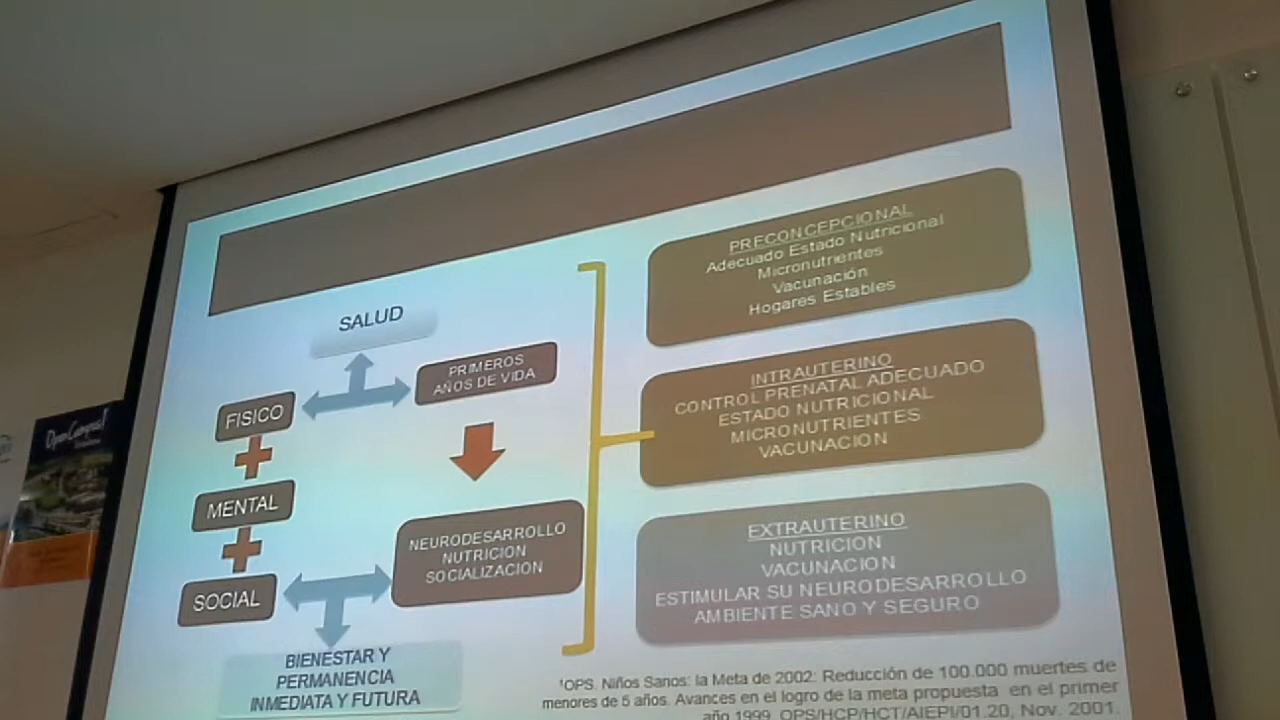 SALUD
PRIMEROS
AÑOS DE VIDA
FISICO
MENTAL
SOCIAL
NEURODESARROLLO
NUTRICION
SOCIALIZACION
BIENESTAR Y
PERMANENCIA
INMEDIATA Y FUTURA
PRECONCEPCIONAL
Adecuado Estado Nutricional
Micronutrientes
Vacunación
Hogares Estables
INTRAUTERINO
CONTROL PRENATAL ADECUADO
ESTADO NUTRICIONAL
MICRONUTRIENTES
VACUNACION
EXTRAUTERINO
NUTRICION
VACUNACION
ESTIMULAR SU NEURODESARROLLO
AMBIENTE SANO Y SEGURO
¹OPS. Niños Sanos: la Meta de 2002: Reducción de 100.000 muertes de
menores de 5 años. Avances en el logro de la meta propuesta en el primer
año 1999. OPS/HCP/HCT/AIEPI/01.20, Nov. 2001.
Open Campus!